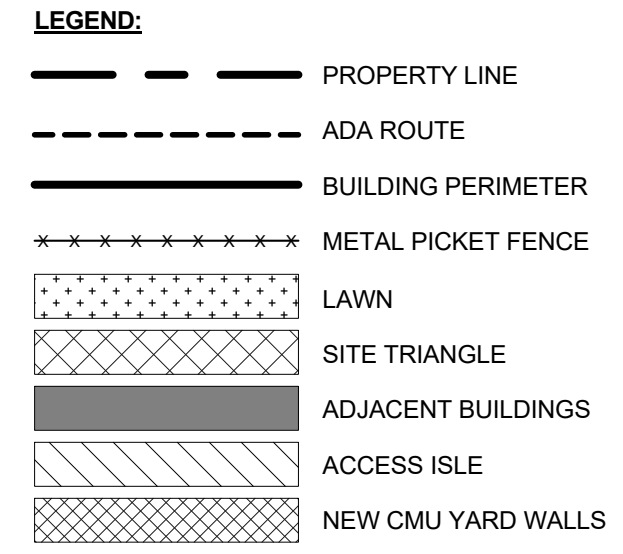 LEGEND:
PROPERTY LINE
ADA ROUTE
BUILDING PERIMETER
METAL PICKET FENCE
LAWN
SITE TRIANGLE
ADJACENT BUILDINGS
ACCESS ISLE
NEW CMU YARD WALLS